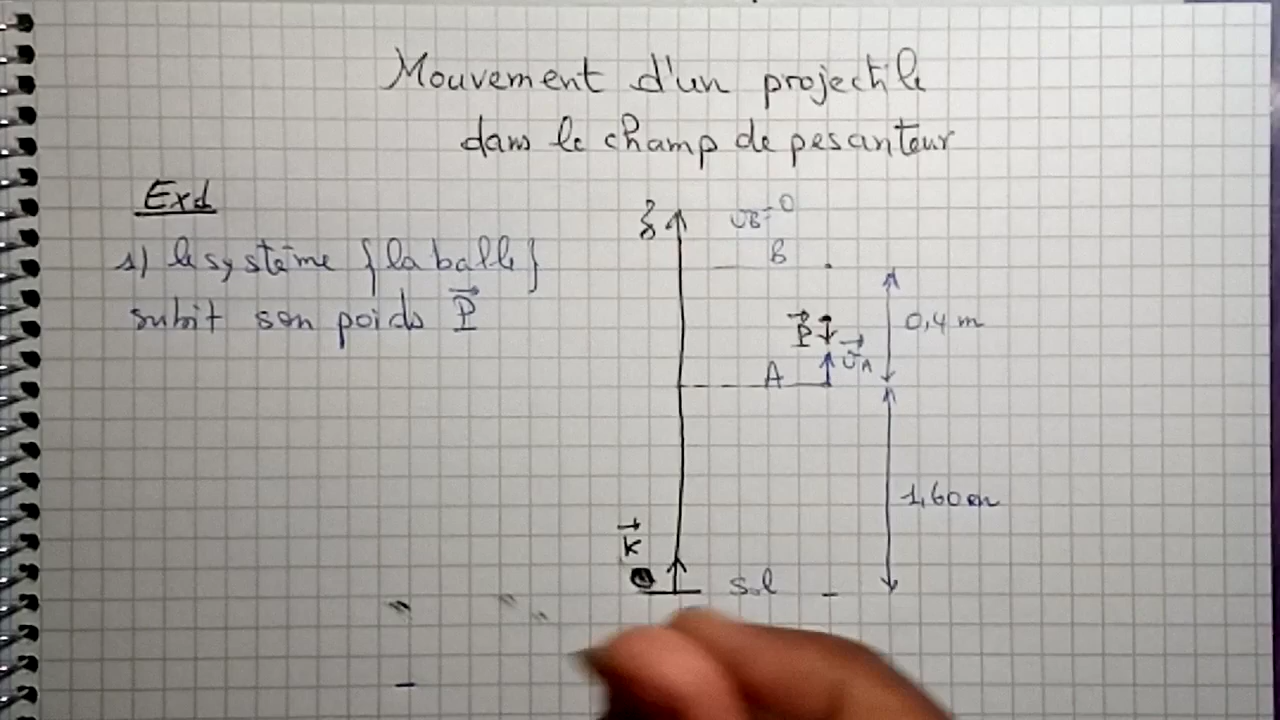 Mouvement d'un projectile
dans le champ de pesanteur
Ex1
1) le système {la balle}
subit son poids P⃗
z
vB=0
B
0,4 m
P⃗
v⃗A
A
1,60 m
k⃗
sol